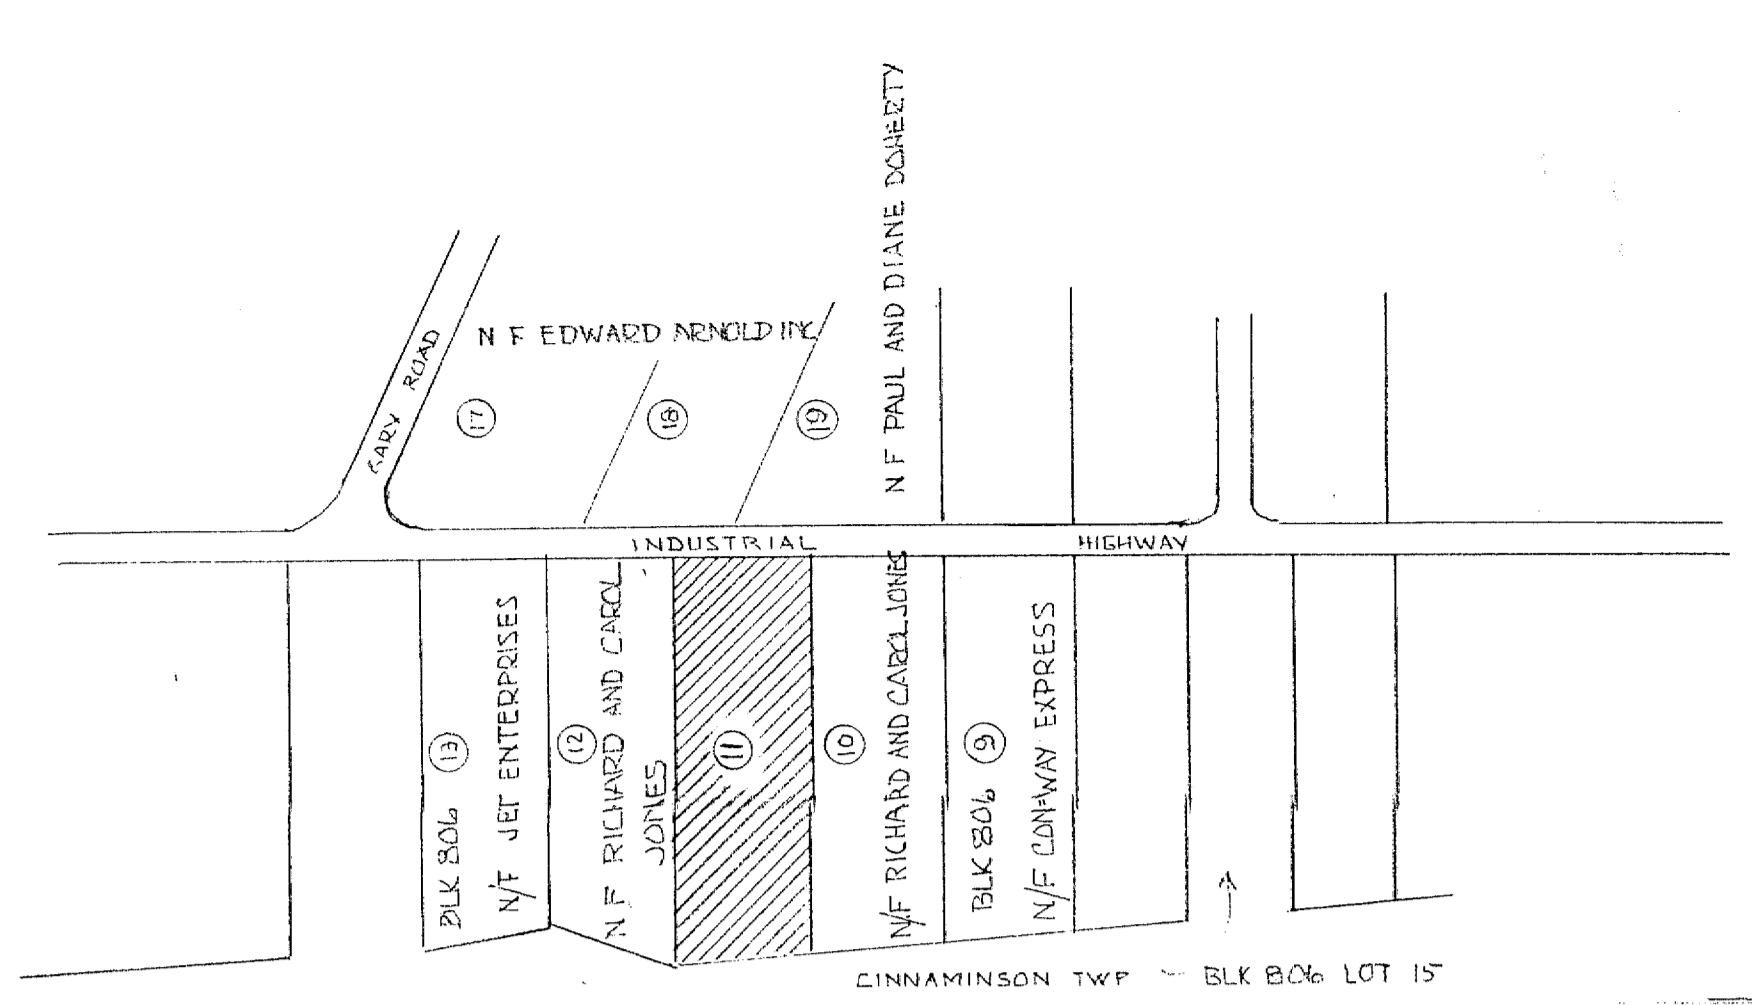 N F PAUL AND DIANE DOHERTY
GARY ROAD
N F EDWARD ARNOLD INC
17
18
19
INDUSTRIAL HIGHWAY
BLK 806 13
N/F JET ENTERPRISES
12
N F RICHARD AND CAROL
JONES
11
10
N/F RICHARD AND CAROL JONES
BLK 806 9
N/F CON-WAY EXPRESS
CINNAMINSON TWP - BLK 806 LOT 15